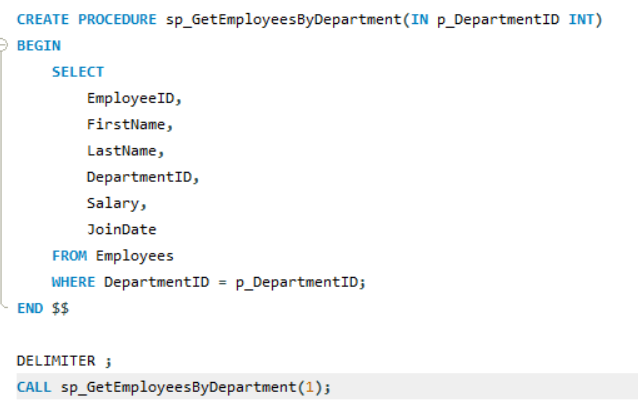 CREATE PROCEDURE sp_GetEmployeesByDepartment(IN p_DepartmentID INT)
BEGIN
    SELECT
        EmployeeID,
        FirstName,
        LastName,
        DepartmentID,
        Salary,
        JoinDate
    FROM Employees
    WHERE DepartmentID = p_DepartmentID;
END $$

DELIMITER ;
CALL sp_GetEmployeesByDepartment(1);